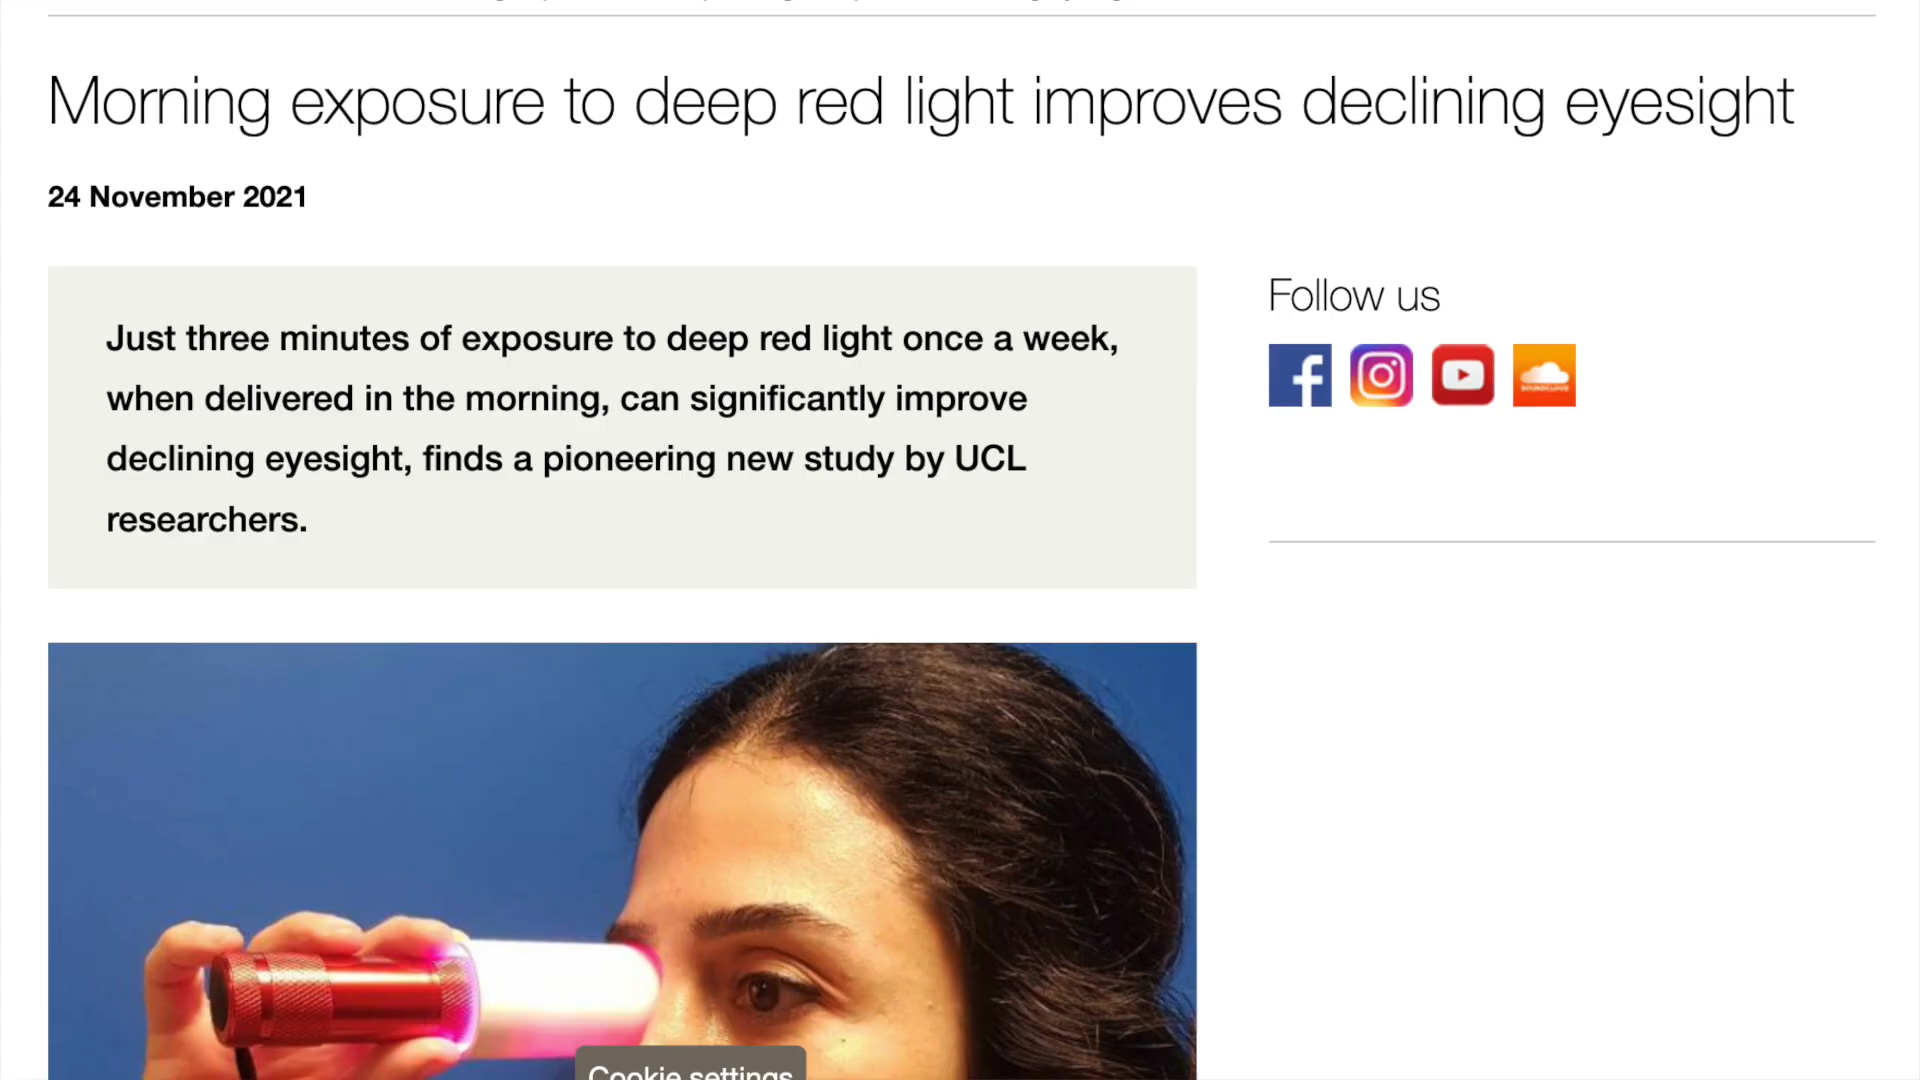 Morning exposure to deep red light improves declining eyesight
24 November 2021
Just three minutes of exposure to deep red light once a week,
when delivered in the morning, can significantly improve
declining eyesight, finds a pioneering new study by UCL
researchers.
Follow us
Cookie settings